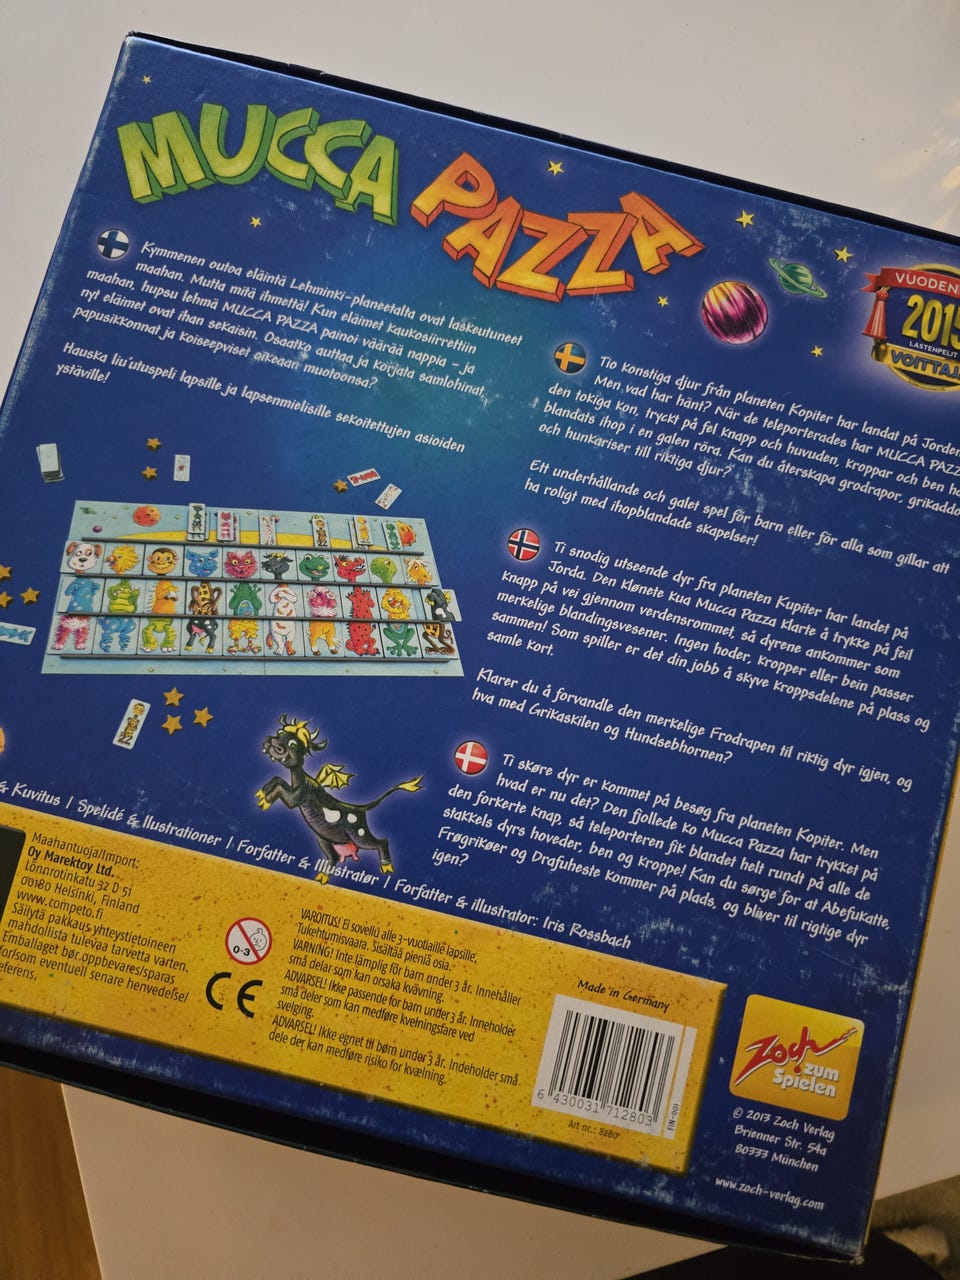 MUCCA PAZZA
Kymmenen outoa eläintä Lehminki-planeetalta ovat laskeutuneet
maahan. Mutta mitä ihmettä! Kun eläimet kaukosiirrettiin
maahan, hupsu lehmä MUCCA PAZZA painoi väärää nappia – ja
nyt eläimet ovat ihan sekaisin. Osaatko auttaa ja korjata samlohinat,
papusikkonnat ja koiseepviset oikeaan muotoonsa?
Hauska liu'utuspeli lapsille ja lapsenmielisille sekoitettujen asioiden
ystäville!
VUODEN
2015
LASTENPELIT
VOITTAJA
Tio konstiga djur från planeten Kopiter har landat på Jorden
Men vad har hänt? När de teleporterades har MUCCA PAZZ
den tokiga kon, tryckt på fel knapp och huvuden, kroppar och ben ha
blandats ihop i en galen röra. Kan du återskapa grodrapor, grikaddo
och hunkariser till riktiga djur?
Ett underhållande och galet spel för barn eller för alla som gillar att
ha roligt med ihopblandade skapelser!
Ti snodig utseende dyr fra planeten Kupiter har landet på
Jorda. Den klønete kua Mucca Pazza klarte å trykke på feil
knapp på vei gjennom verdensrommet, så dyrene ankommer som
merkelige blandingsvesener. Ingen hoder, kropper eller bein passer
sammen! Som spiller er det din jobb å skyve kroppsdelene på plass og
samle kort.
Klarer du å forvandle den merkelige Frodrapen til riktig dyr igjen, og
hva med Grikaskilen og Hundsebhornen?
Ti skøre dyr er kommet på besøg fra planeten Kopiter. Men
hvad er nu det? Den fjollede ko Mucca Pazza har trykket på
den forkerte knap, så teleporteren fik blandet helt rundt på alle de
stakkels dyrs hoveder, ben og kroppe! Kan du sørge for at Abefukatte,
Frøgrikøer og Drafuheste kommer på plads, og bliver til rigtige dyr
igen?
& Kuvitus / Spelidé & Illustrationer / Forfatter & Illustratør / Forfatter & illustrator: Iris Rossbach
Maahantuoja/Import:
Oy Marektoy Ltd.
Lönnrotinkatu 32 D 51
00180 Helsinki, Finland
www.competo.fi
Säilytä pakkaus yhteystietoineen
mahdollista tulevaa tarvetta varten.
Emballaget bør oppbevares/sparas
for/som eventuell senare henvedelse/
eferens.
0-3
CE
VAROITUS! Ei sovellu alle 3-vuotiaille lapsille.
Tukehtumisvaara. Sisältää pieniä osia.
VARNING! Inte lämplig för barn under 3 år. Innehåller
små delar som kan orsaka kvävning.
ADVARSEL! Ikke passende for barn under 3 år. Inneholder
små deler som kan medføre kvelningsfare ved
svelging.
ADVARSEL! Ikke egnet til børn under 3 år. Indeholder små
dele der kan medføre risiko for kvælning.
Made in Germany
6 430031 712803
FIN-001
Art nr.: 8280
Zoch
zum
Spielen
© 2013 Zoch Verlag
Brienner Str. 54a
80333 München
www.zoch-verlag.com